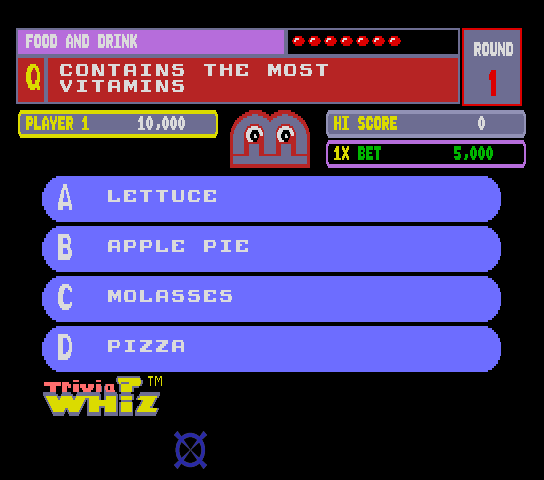 FOOD AND DRINK
ROUND
1
Q CONTAINS THE MOST
VITAMINS
PLAYER 1 10,000
HI SCORE 0
1X BET 5,000
A LETTUCE
B APPLE PIE
C MOLASSES
D PIZZA
Trivia ™
WHiZ